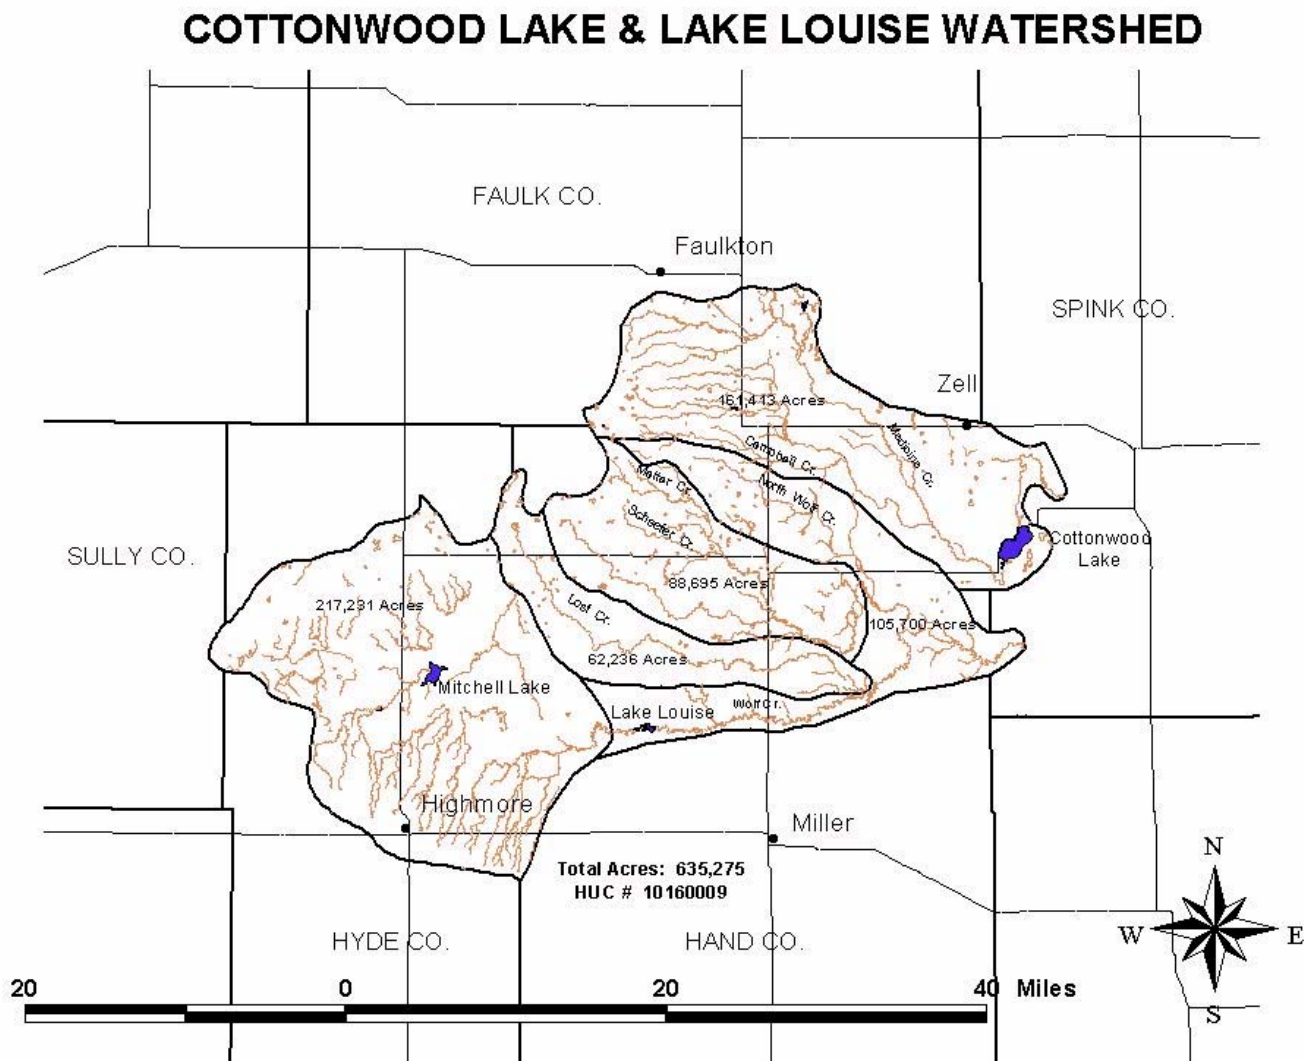 COTTONWOOD LAKE & LAKE LOUISE WATERSHED
FAULK CO.
Faulkton
SPINK CO.
Zell
161,413 Acres
Medicine Cr.
Campbell Cr.
Matter Cr.
North Wolf Cr.
Schaefer Cr.
Cottonwood
Lake
SULLY CO.
88,695 Acres
217,231 Acres
Lost Cr.
105,700 Acres
62,236 Acres
Mitchell Lake
Wolf Cr.
Lake Louise
Highmore
Miller
Total Acres: 635,275
HUC # 10160009
N
W
E
S
HYDE CO.
HAND CO.
20 0 20 40 Miles